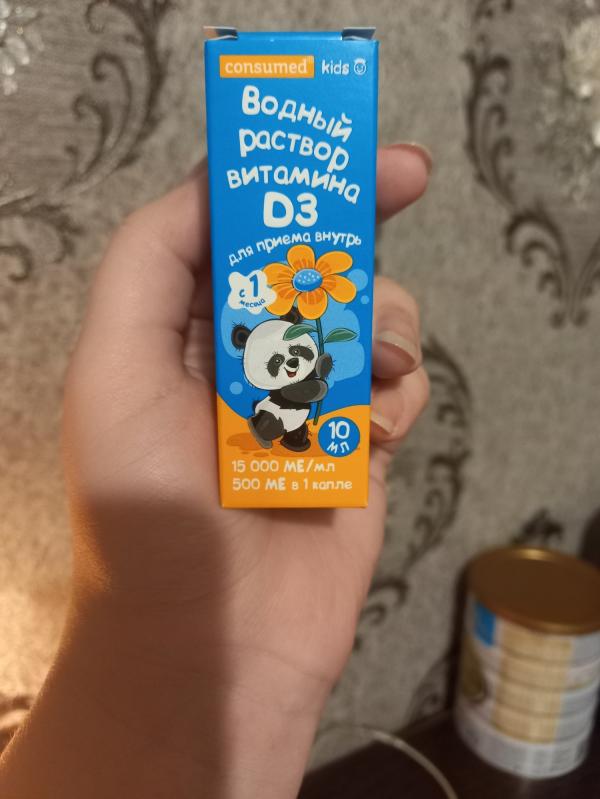 consumed kids
Водный
раствор
витамина
D3
для приема внутрь
с 1
месяца
10
мл
15 000 МЕ/мл
500 МЕ в 1 капле